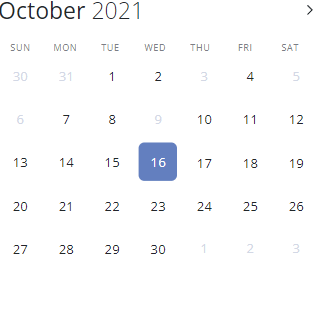 October 2021
SUN MON TUE WED THU FRI SAT
30 31 1 2 3 4 5
6 7 8 9 10 11 12
13 14 15 16 17 18 19
20 21 22 23 24 25 26
27 28 29 30 1 2 3